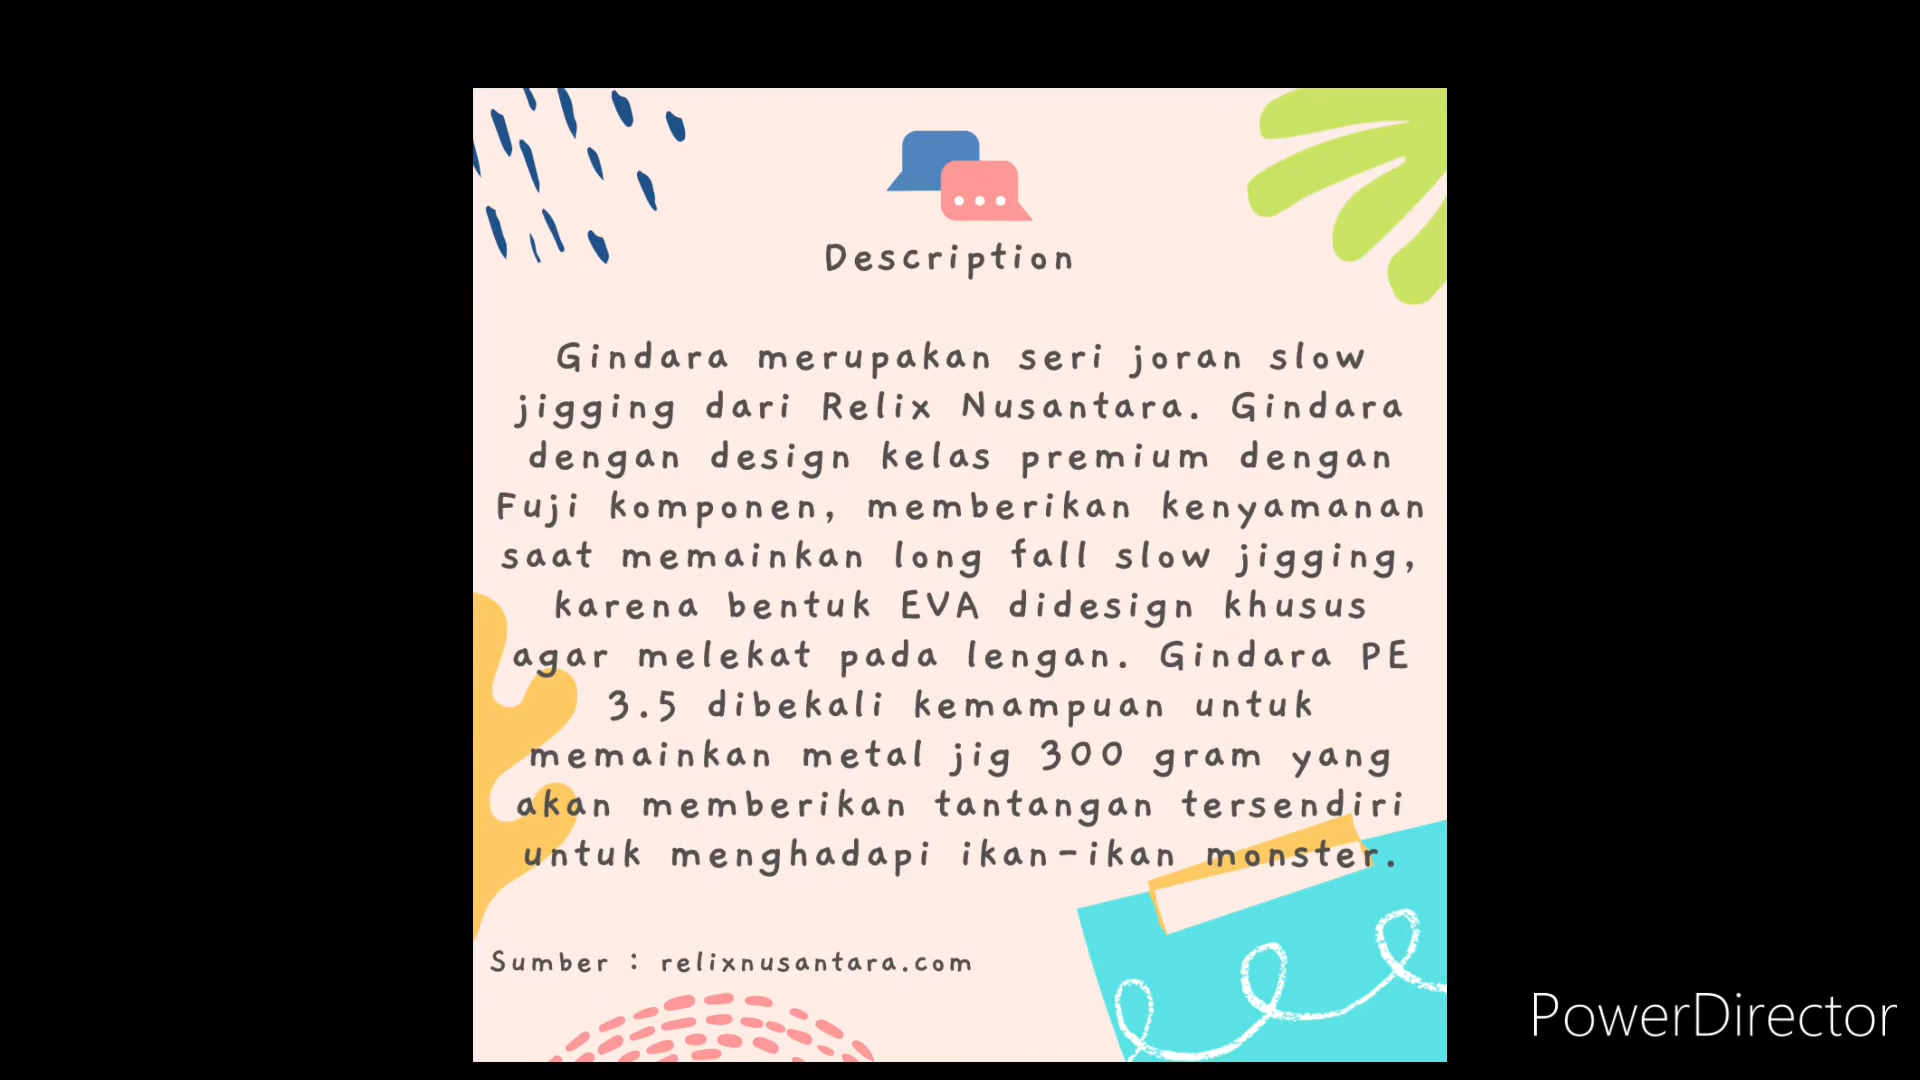 Description
Gindara merupakan seri joran slow
jigging dari Relix Nusantara. Gindara
dengan design kelas premium dengan
Fuji komponen, memberikan kenyamanan
saat memainkan long fall slow jigging,
karena bentuk EVA didesign khusus
agar melekat pada lengan. Gindara PE
3.5 dibekali kemampuan untuk
memainkan metal jig 300 gram yang
akan memberikan tantangan tersendiri
untuk menghadapi ikan-ikan monster.
Sumber : relixnusantara.com
PowerDirector